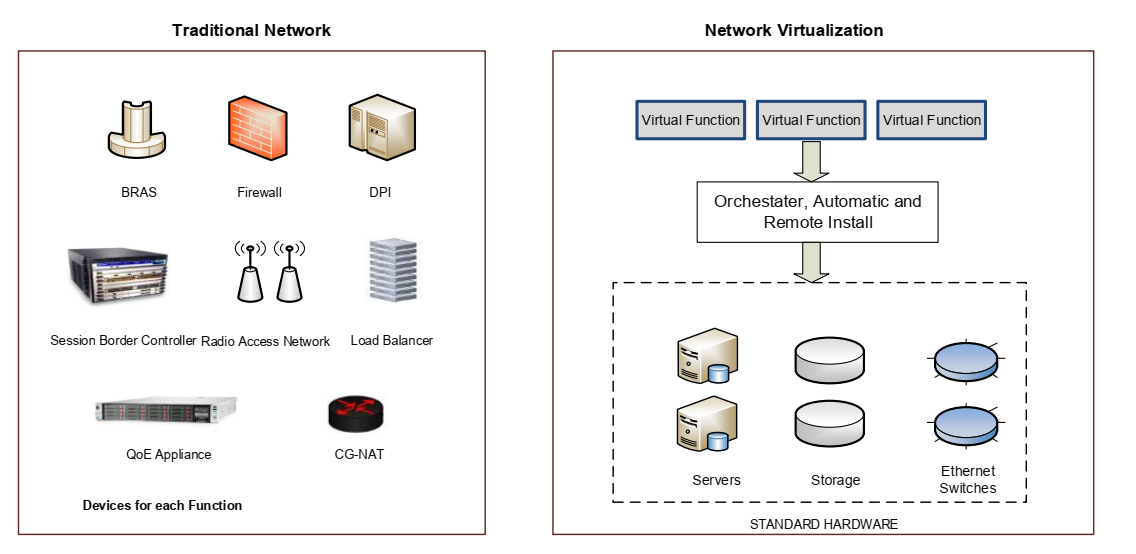 Traditional Network
Network Virtualization
BRAS
Firewall
DPI
Session Border Controller
Radio Access Network
Load Balancer
QoE Appliance
CG-NAT
Devices for each Function
Virtual Function
Virtual Function
Virtual Function
Orchestater, Automatic and
Remote Install
Servers
Storage
Ethernet
Switches
STANDARD HARDWARE